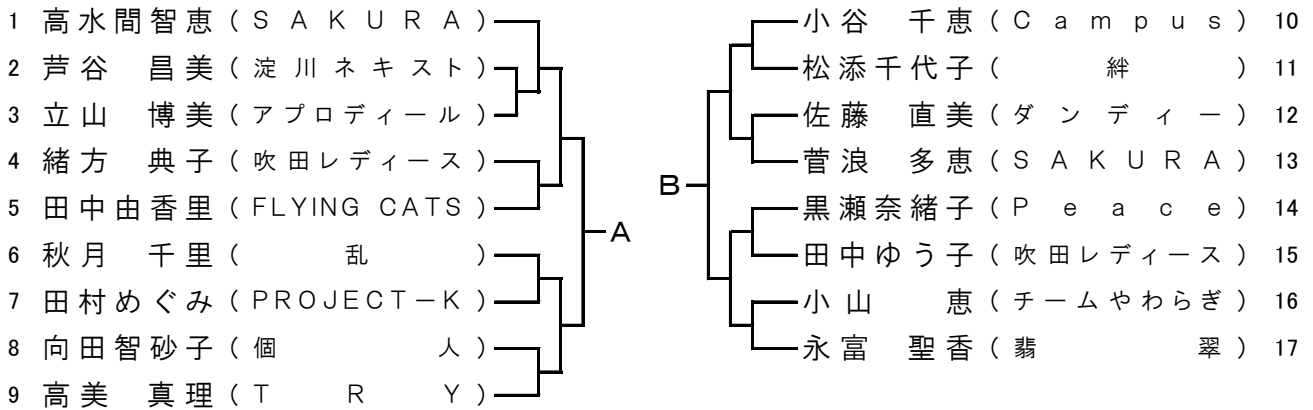 1 高水間智恵 (ＳＡＫＵＲＡ)
2 芦谷 昌美 (淀川ネキスト)
3 立山 博美 (アプロディール)
4 緒方 典子 (吹田レディース)
5 田中由香里 (FLYING CATS)
6 秋月 千里 (乱)
7 田村めぐみ (PROJECT－K)
8 向田智砂子 (個人)
9 高美 真理 (ＴＲＹ)
A
B
小谷 千恵 (Ｃａｍｐｕｓ) 10
松添千代子 (絆) 11
佐藤 直美 (ダンディー) 12
菅浪 多恵 (ＳＡＫＵＲＡ) 13
黒瀬奈緒子 (Ｐｅａｃｅ) 14
田中ゆう子 (吹田レディース) 15
小山 恵 (チームやわらぎ) 16
永富 聖香 (翡翠) 17